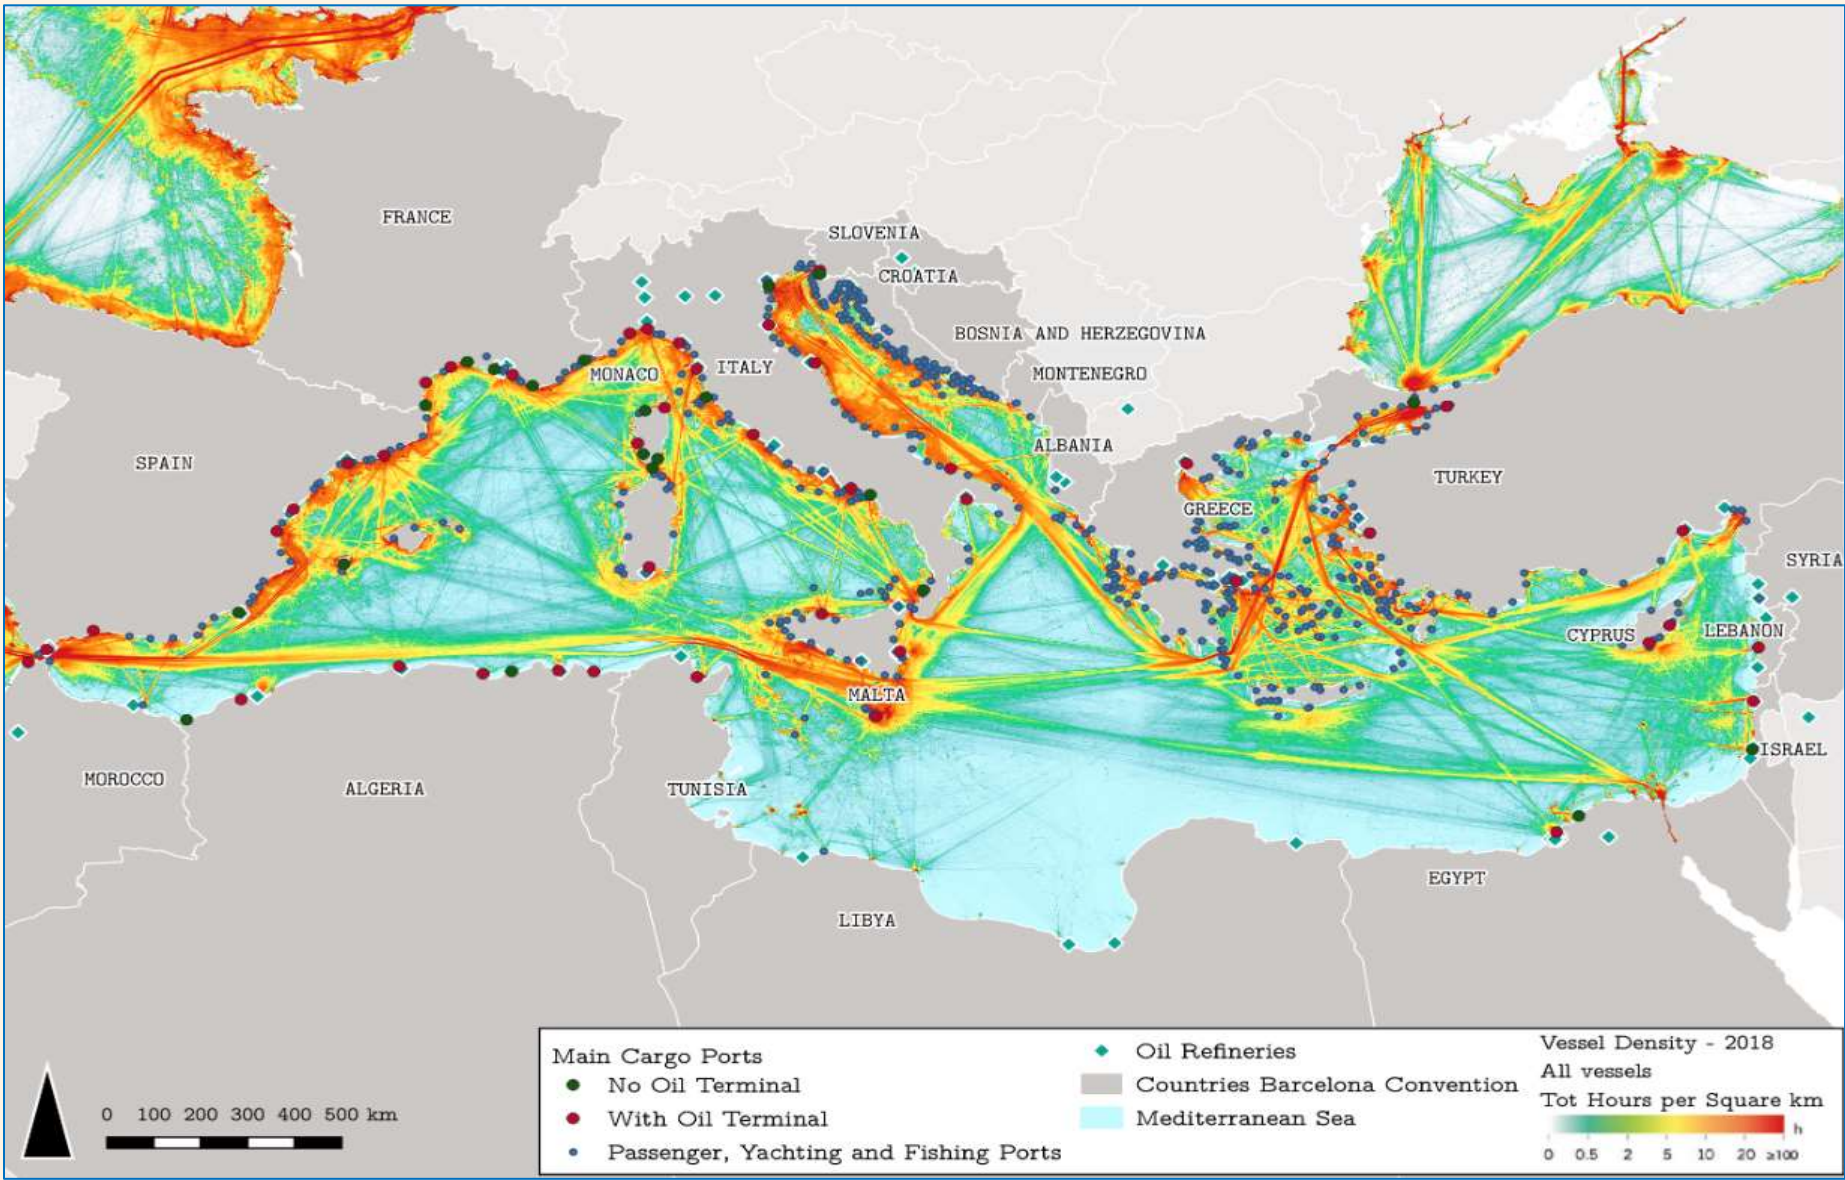 FRANCE
SLOVENIA
CROATIA
BOSNIA AND HERZEGOVINA
MONACO
ITALY
MONTENEGRO
ALBANIA
SPAIN
TURKEY
GREECE
SYRIA
CYPRUS
LEBANON
MALTA
ISRAEL
MOROCCO
ALGERIA
TUNISIA
EGYPT
LIBYA
Main Cargo Ports
No Oil Terminal
With Oil Terminal
Passenger, Yachting and Fishing Ports
Oil Refineries
Countries Barcelona Convention
Mediterranean Sea
Vessel Density - 2018
All vessels
Tot Hours per Square km
h
0 0.5 2 5 10 20 ≥100
0 100 200 300 400 500 km